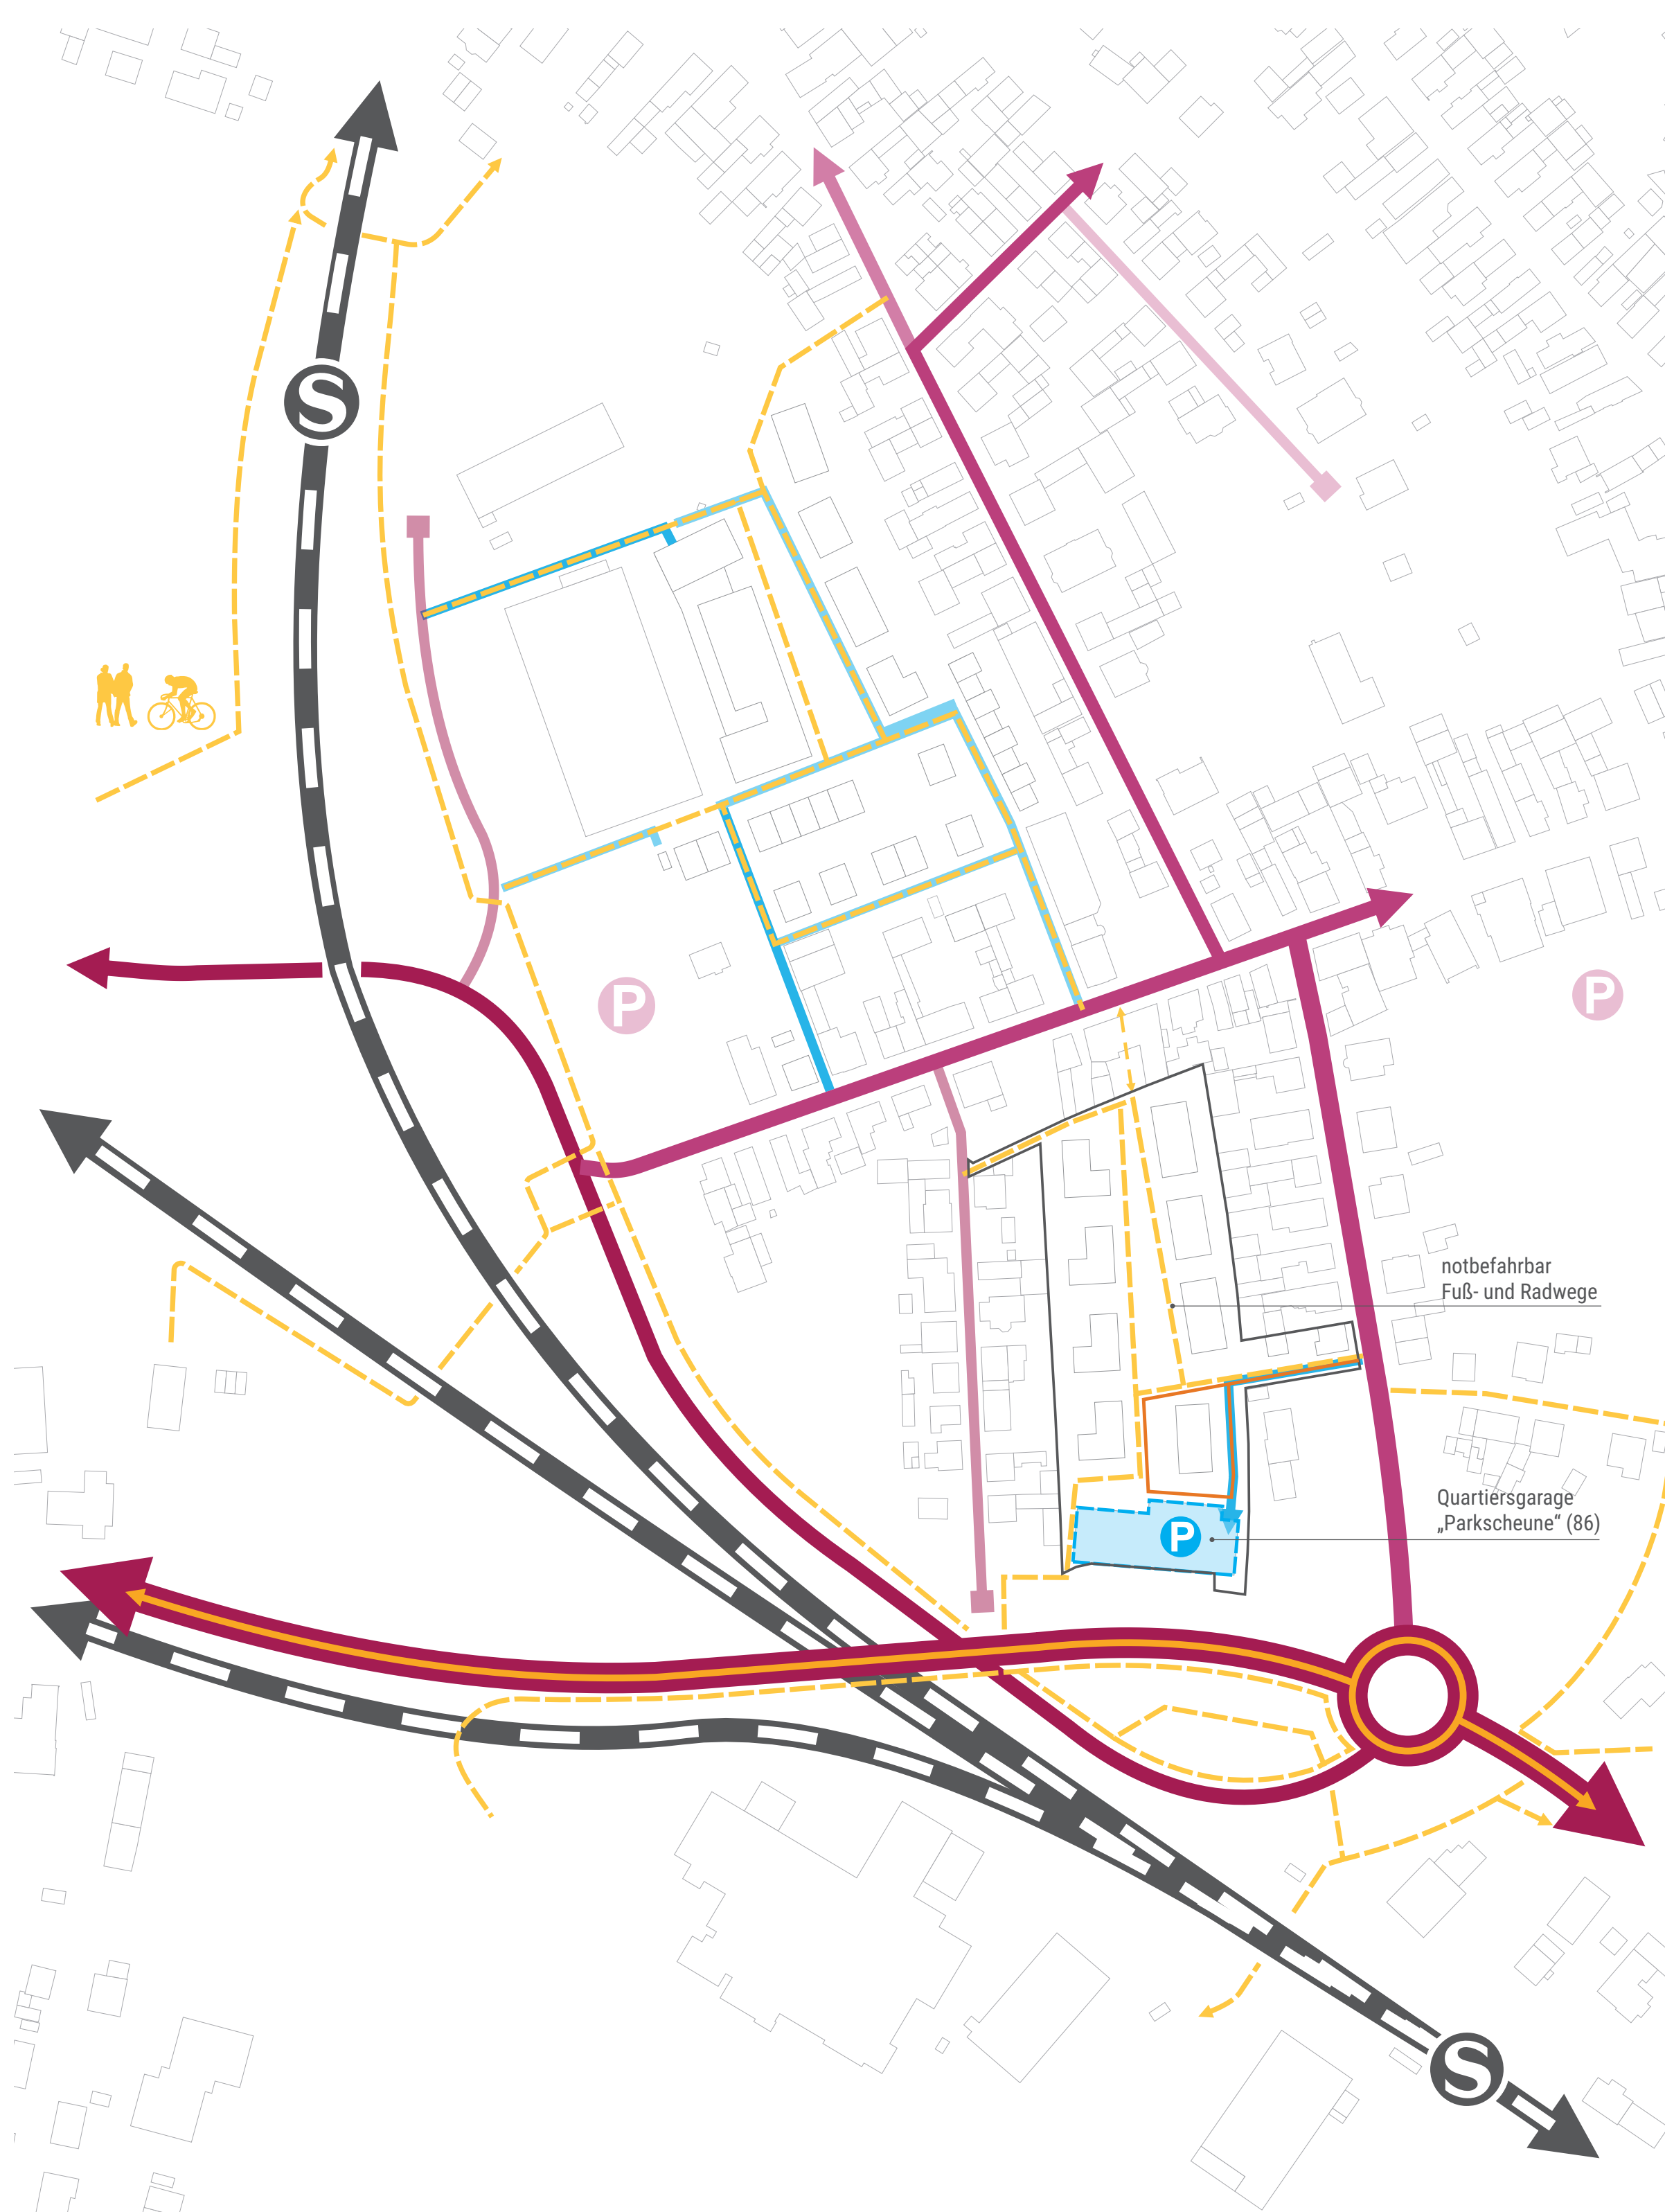 S
P
P
notbefahrbar
Fuß- und Radwege
Quartiersgarage
„Parkscheune“ (86)
P
S